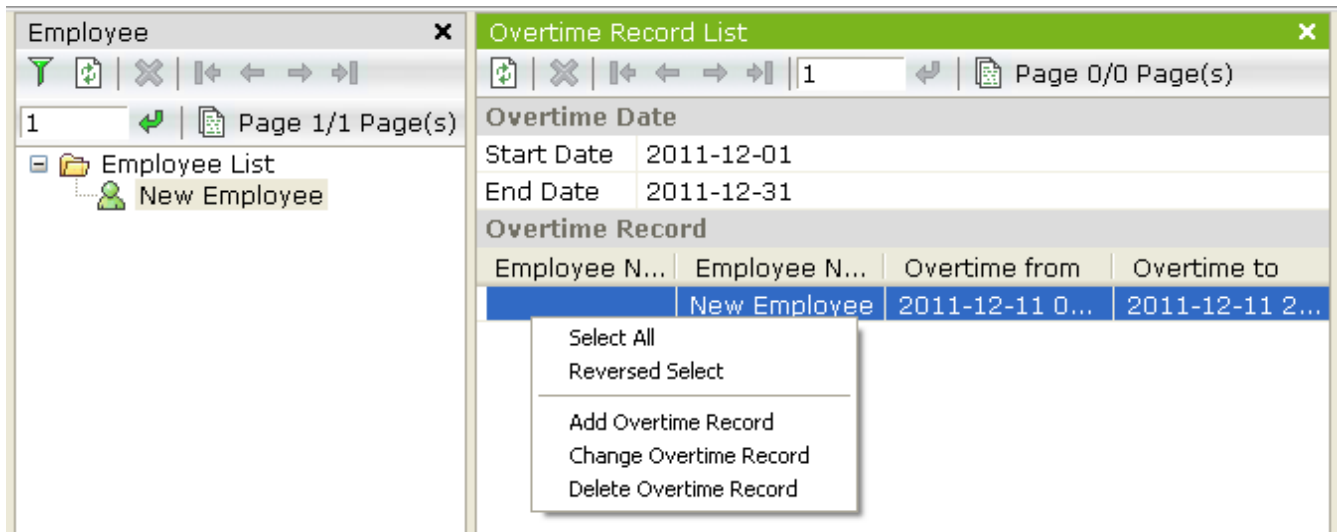 Employee
1
Page 1/1 Page(s)
Employee List
New Employee
Overtime Record List
1 Page 0/0 Page(s)
Overtime Date
Start Date 2011-12-01
End Date 2011-12-31
Overtime Record
Employee N... Employee N... Overtime from Overtime to
New Employee 2011-12-11 0... 2011-12-11 2...
Select All
Reversed Select
Add Overtime Record
Change Overtime Record
Delete Overtime Record